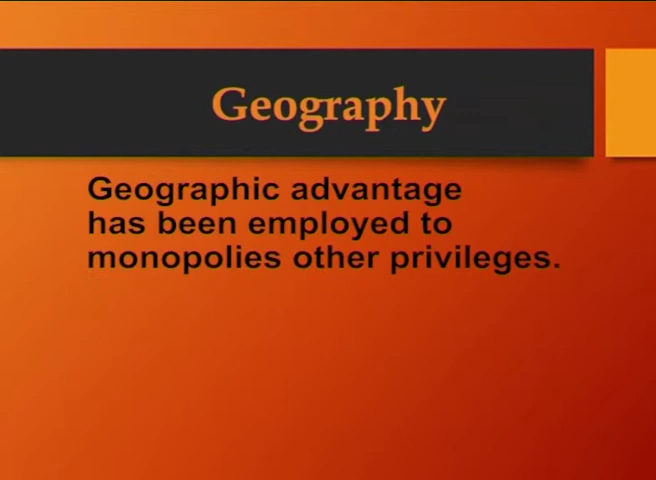 Geography
Geographic advantage
has been employed to
monopolies other privileges.